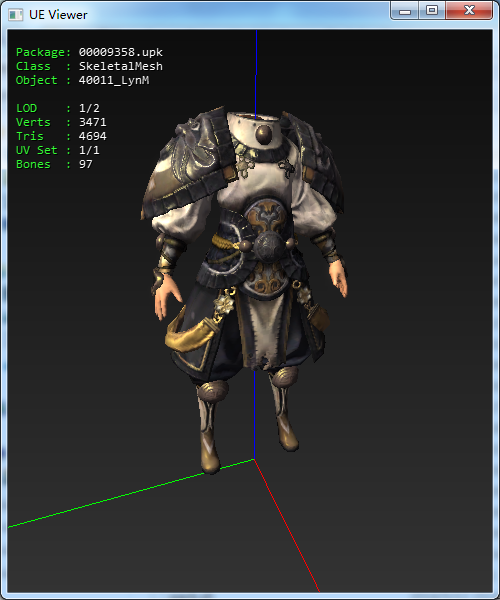 UE Viewer
Package: 00009358.upk
Class : SkeletalMesh
Object : 40011_LynM
LOD : 1/2
Verts : 3471
Tris : 4694
UV Set : 1/1
Bones : 97